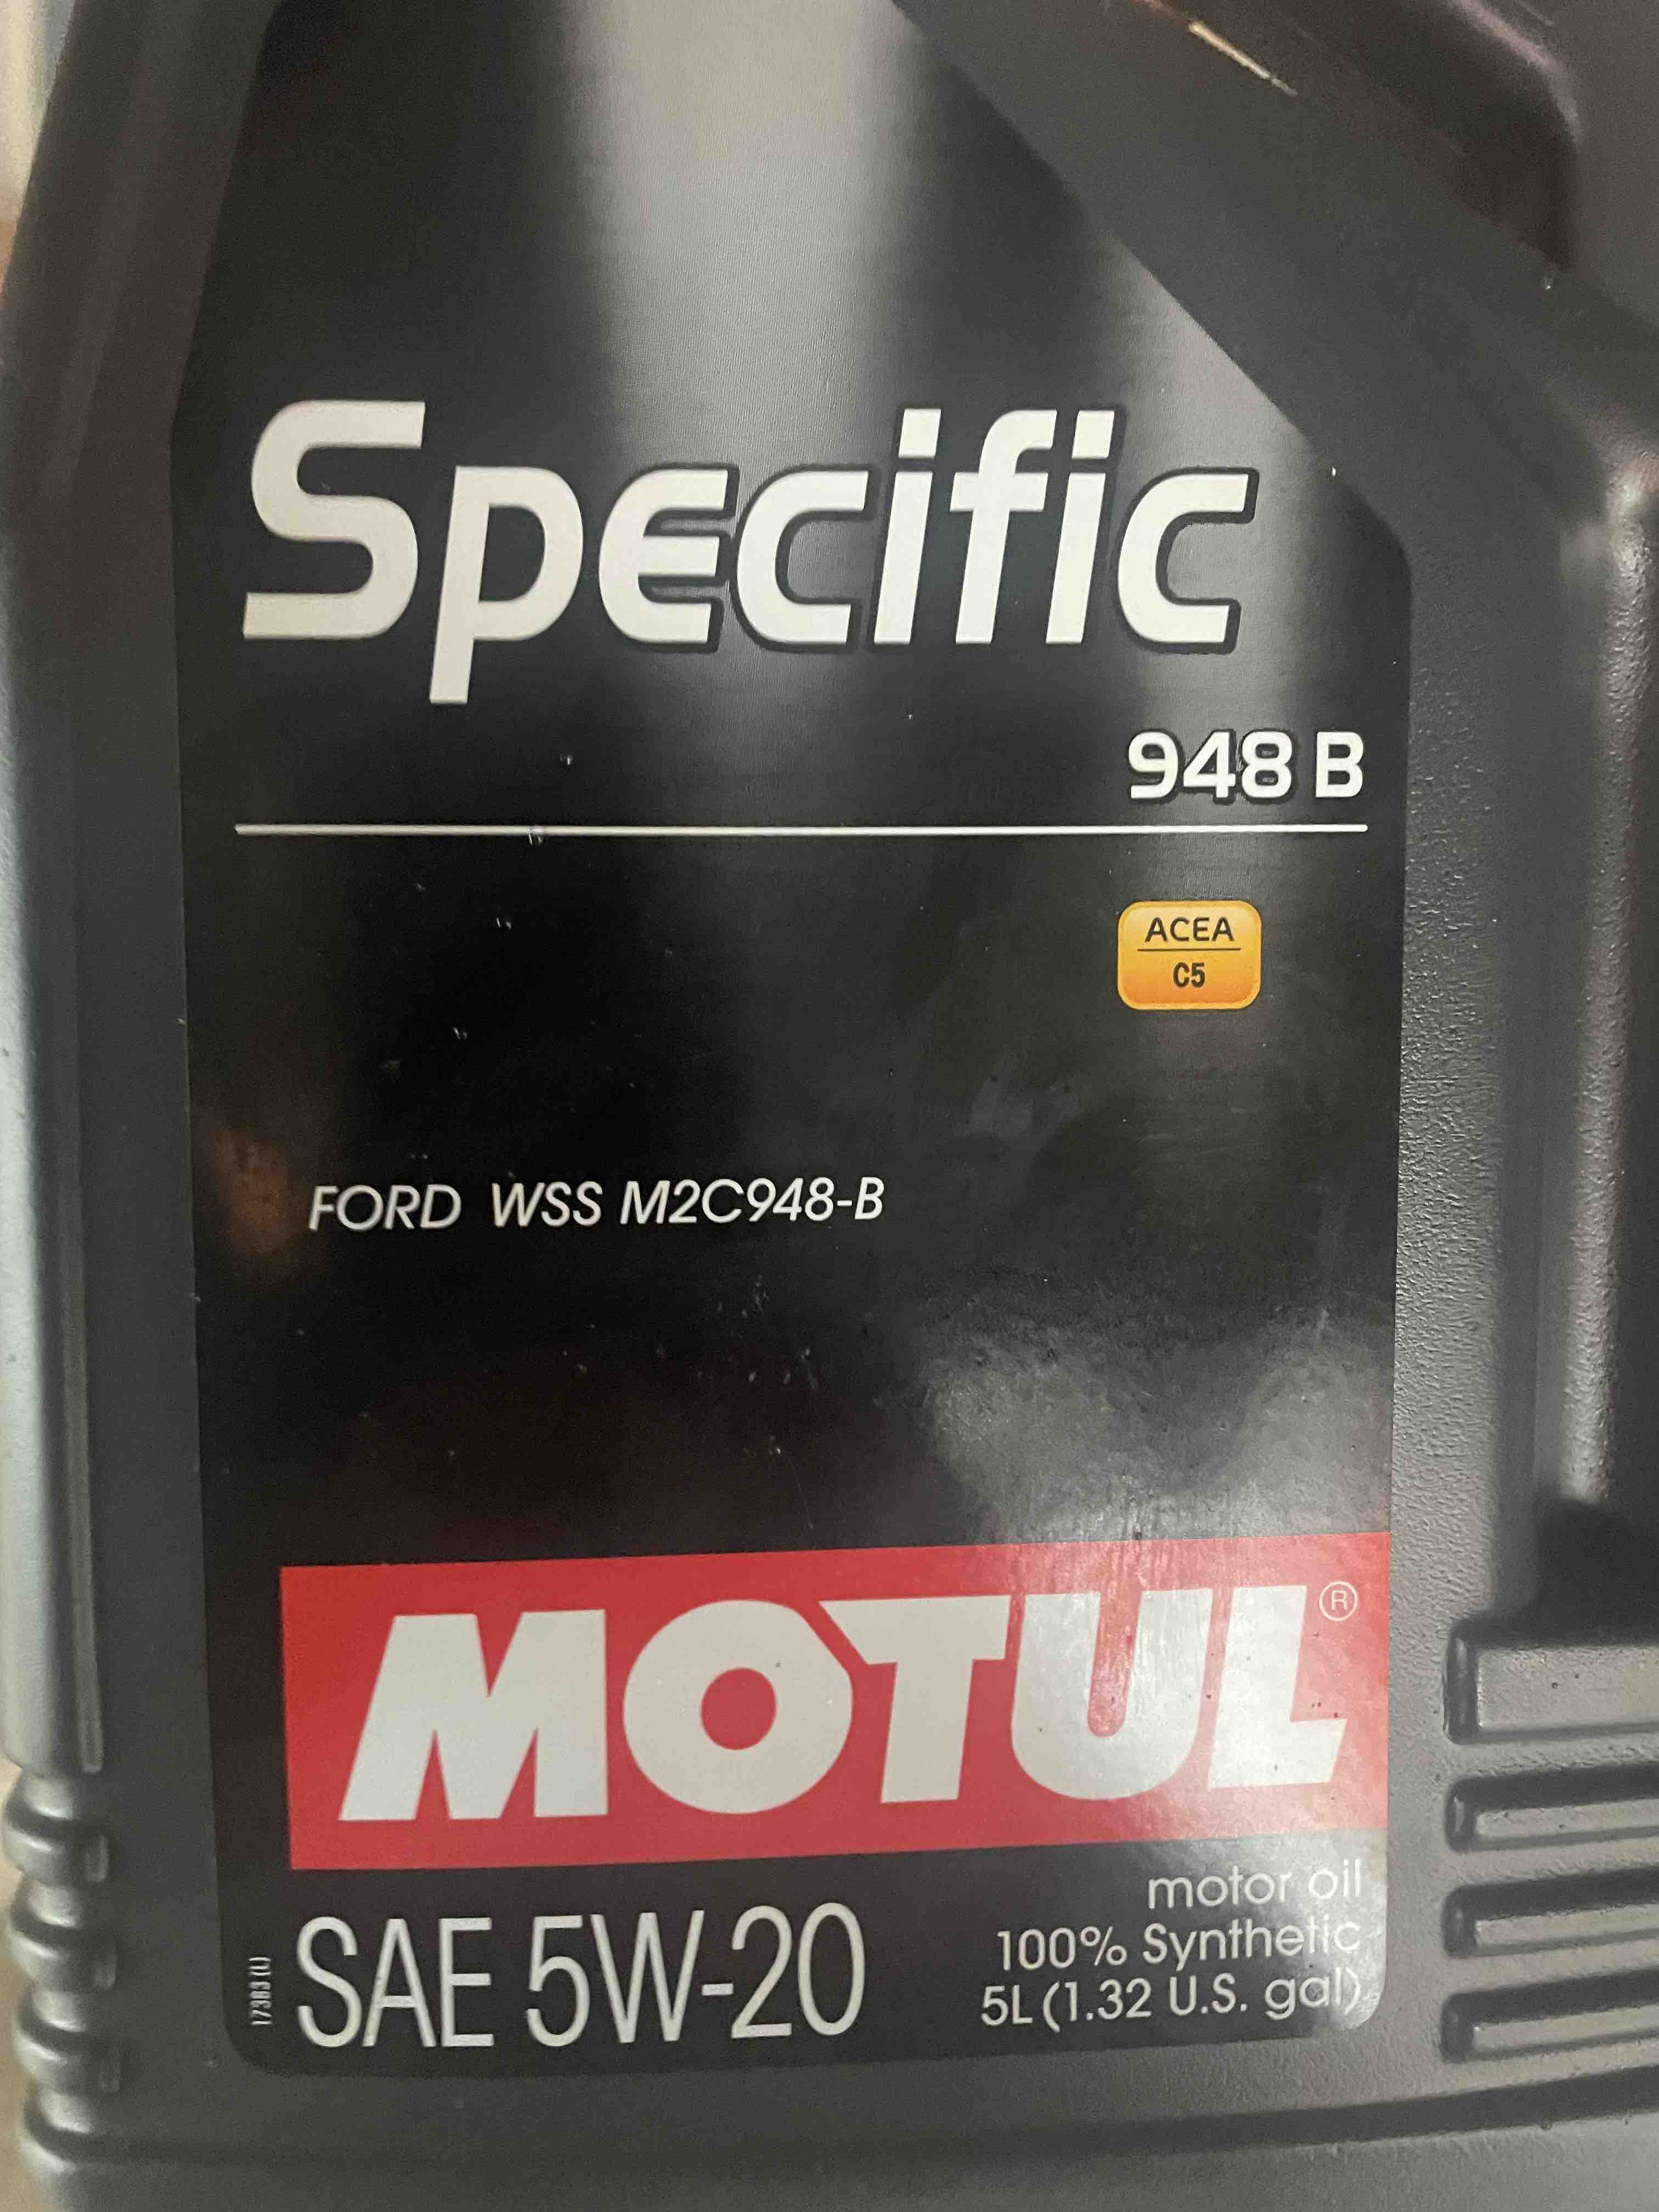 Specific
948 B
ACEA
C5
FORD WSS M2C948-B
MOTUL®
motor oil
100% Synthetic
5L (1.32 U.S. gal)
SAE 5W-20